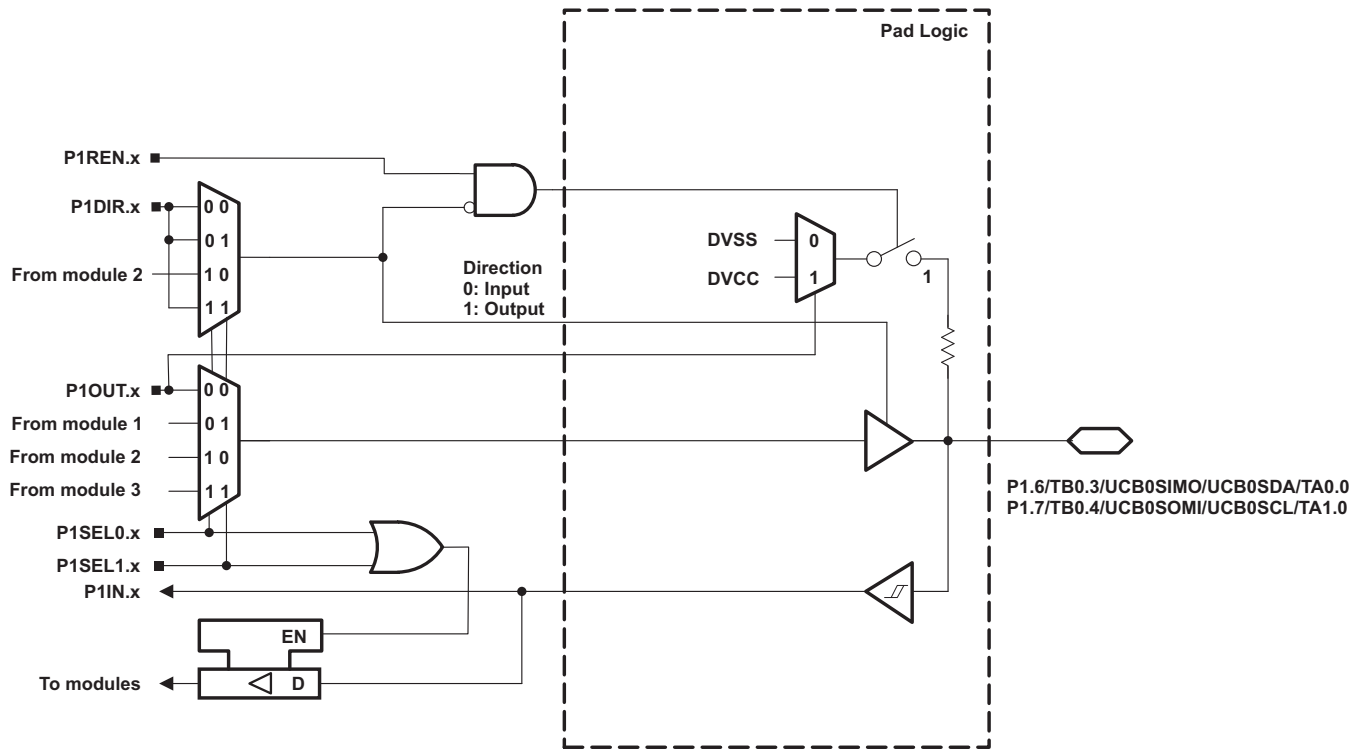 Pad Logic
P1REN.x
P1DIR.x
0 0
0 1
From module 2
1 0
1 1
Direction
0: Input
1: Output
DVSS
0
DVCC
1
1
P1OUT.x
0 0
From module 1
0 1
From module 2
1 0
From module 3
1 1
P1.6/TB0.3/UCB0SIMO/UCB0SDA/TA0.0
P1.7/TB0.4/UCB0SOMI/UCB0SCL/TA1.0
P1SEL0.x
P1SEL1.x
P1IN.x
EN
To modules
D